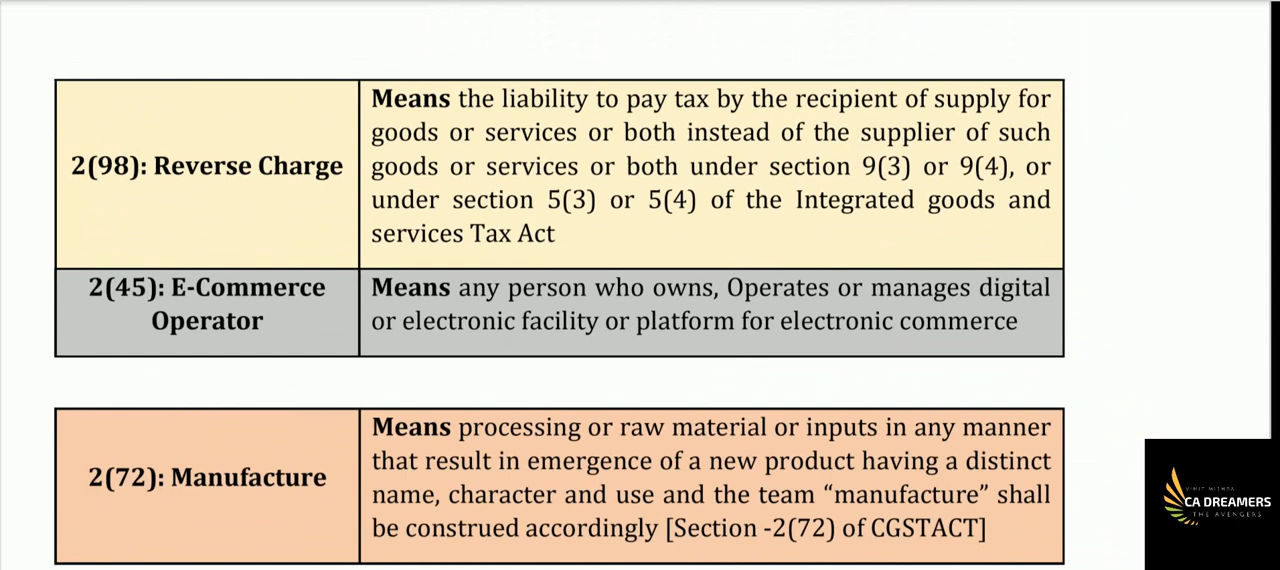 2(98): Reverse Charge
Means the liability to pay tax by the recipient of supply for
goods or services or both instead of the supplier of such
goods or services or both under section 9(3) or 9(4), or
under section 5(3) or 5(4) of the Integrated goods and
services Tax Act
2(45): E-Commerce
Operator
Means any person who owns, Operates or manages digital
or electronic facility or platform for electronic commerce
2(72): Manufacture
Means processing or raw material or inputs in any manner
that result in emergence of a new product having a distinct
name, character and use and the team “manufacture” shall
be construed accordingly [Section -2(72) of CGSTACT]
VINIT MISHRA
CA DREAMERS
THE AVENGERS